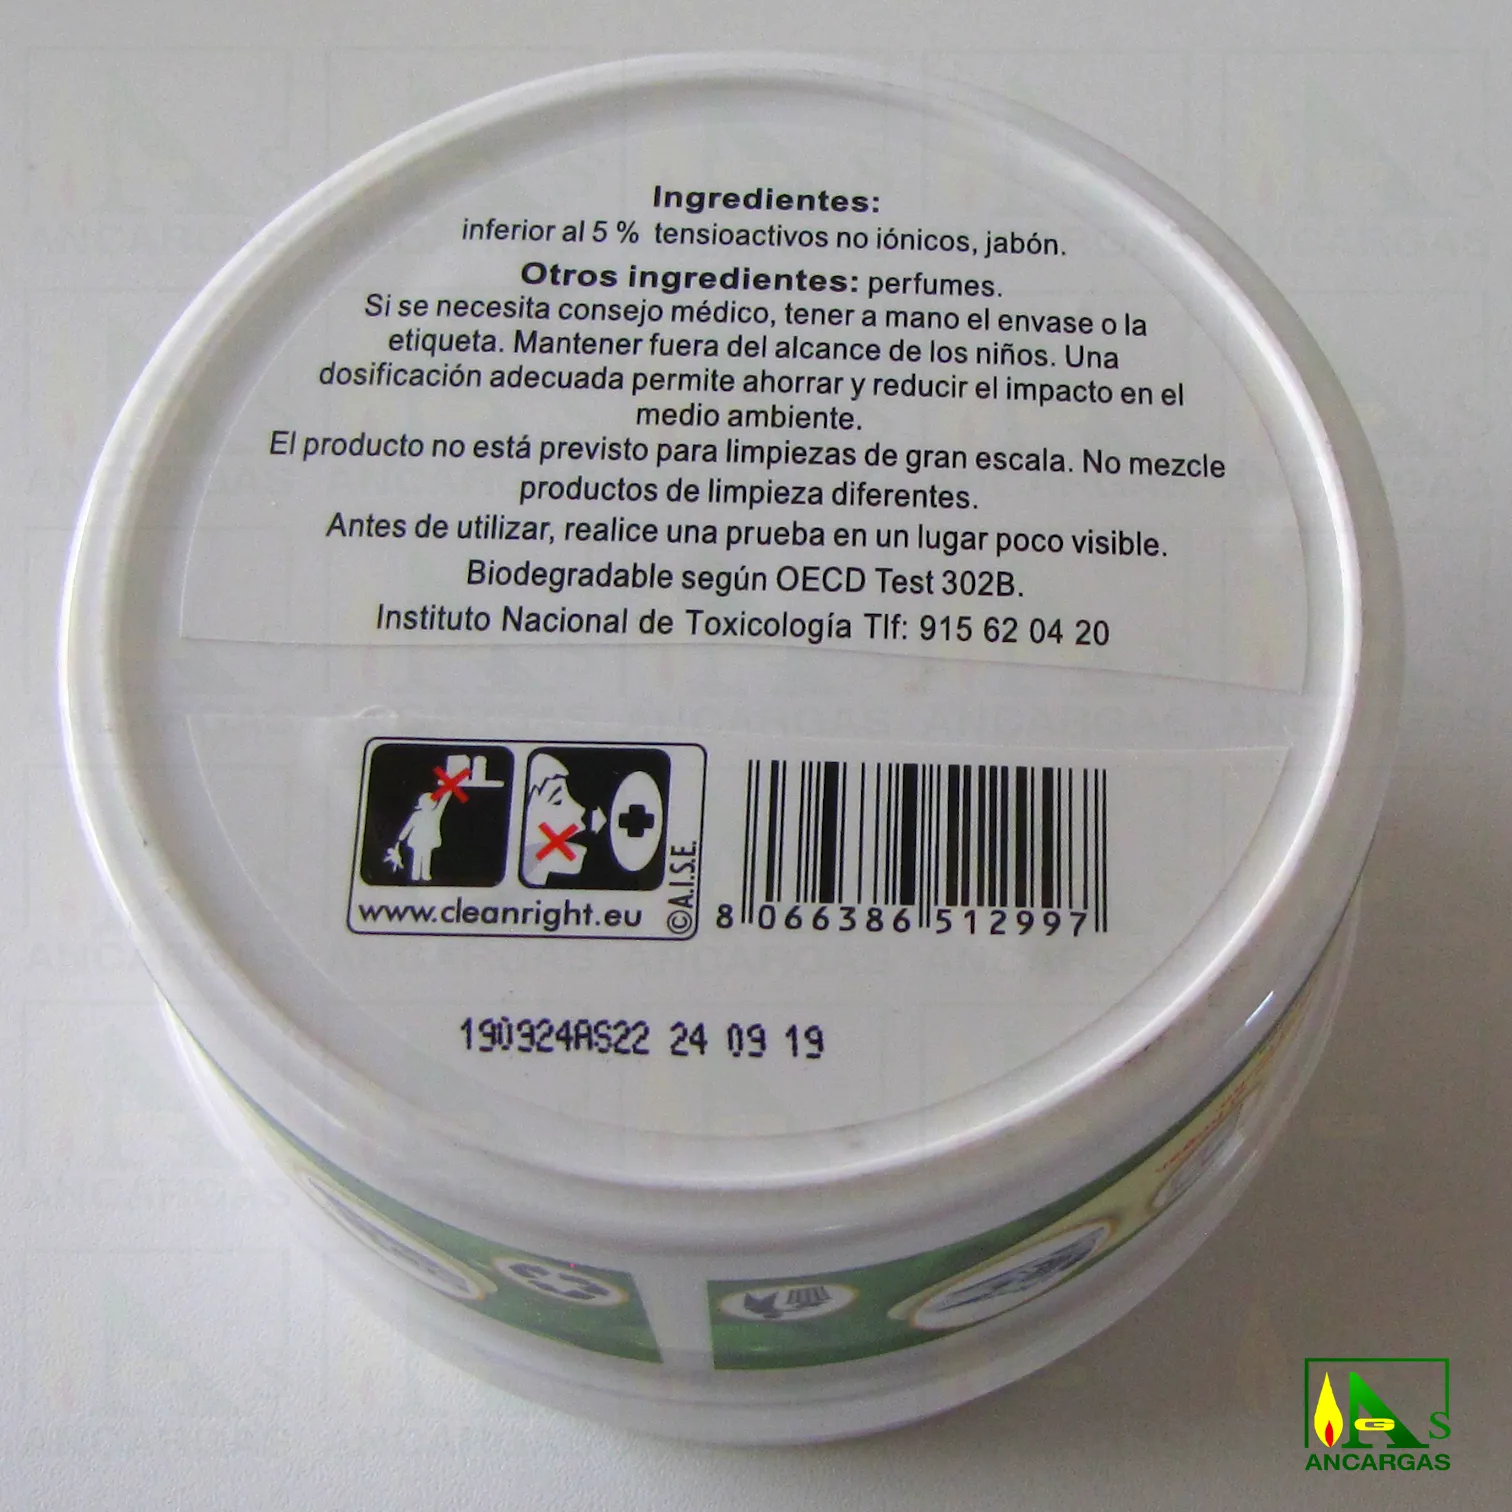 Ingredientes:
inferior al 5 % tensioactivos no iónicos, jabón.
Otros ingredientes: perfumes.
Si se necesita consejo médico, tener a mano el envase o la
etiqueta. Mantener fuera del alcance de los niños. Una
dosificación adecuada permite ahorrar y reducir el impacto en el
medio ambiente.
El producto no está previsto para limpiezas de gran escala. No mezcle
productos de limpieza diferentes.
Antes de utilizar, realice una prueba en un lugar poco visible.
Biodegradable según OECD Test 302B.
Instituto Nacional de Toxicología Tlf: 915 62 04 20
www.cleanright.eu
©A.I.S.E.
8 066386 512997
190924AS22 24 09 19
AGS
ANCARGAS